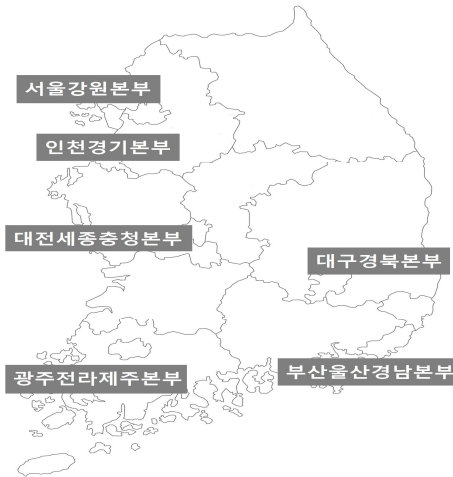 서울강원본부
인천경기본부
대전세종충청본부
대구경북본부
광주전라제주본부
부산울산경남본부